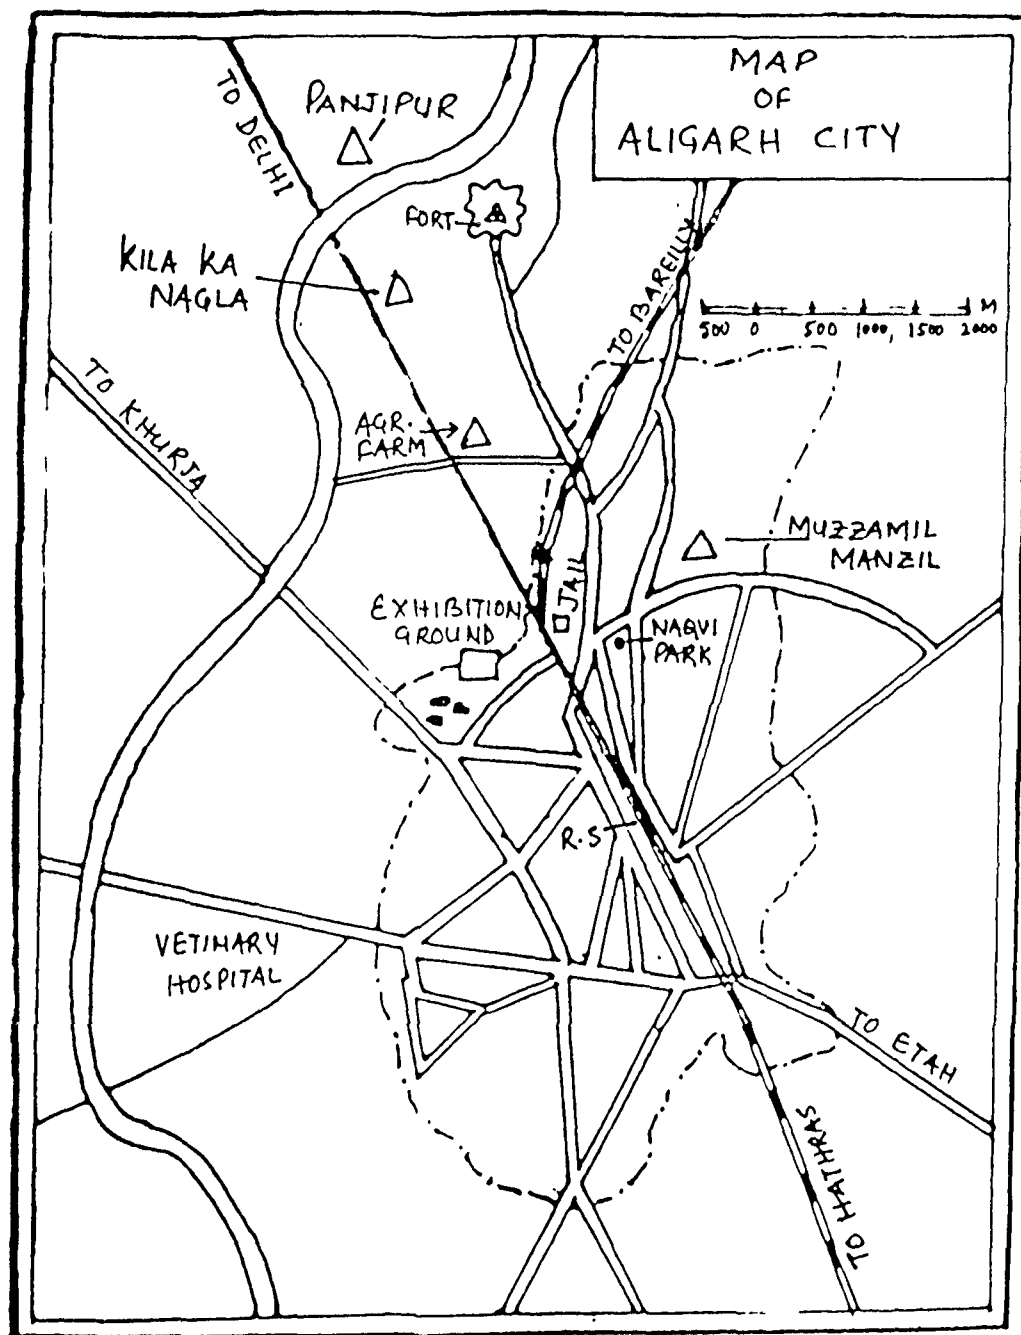 MAP
OF
ALIGARH CITY
TO DELHI
PANJIPUR
FORT
KILA KA
NAGLA
TO BAREILLY
M
500 0 500 1000, 1500 2000
TO KHURJA
AGR.
FARM
MUZZAMIL
MANZIL
JAIL
EXHIBITION
GROUND
NAQVI
PARK
R.S
VETINARY
HOSPITAL
TO ETAH
TO HATHRAS